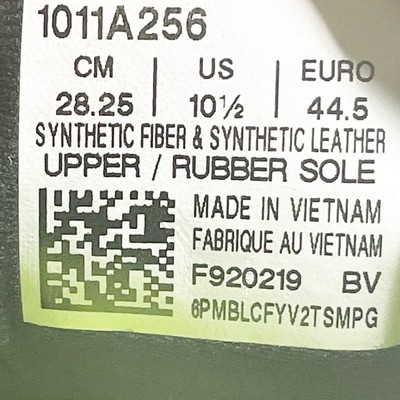 1011A256
CM | US | EURO
28.25 | 10½ | 44.5
SYNTHETIC FIBER & SYNTHETIC LEATHER
UPPER / RUBBER SOLE
MADE IN VIETNAM
FABRIQUE AU VIETNAM
F920219 BV
6PMBLCFYV2TSMPG